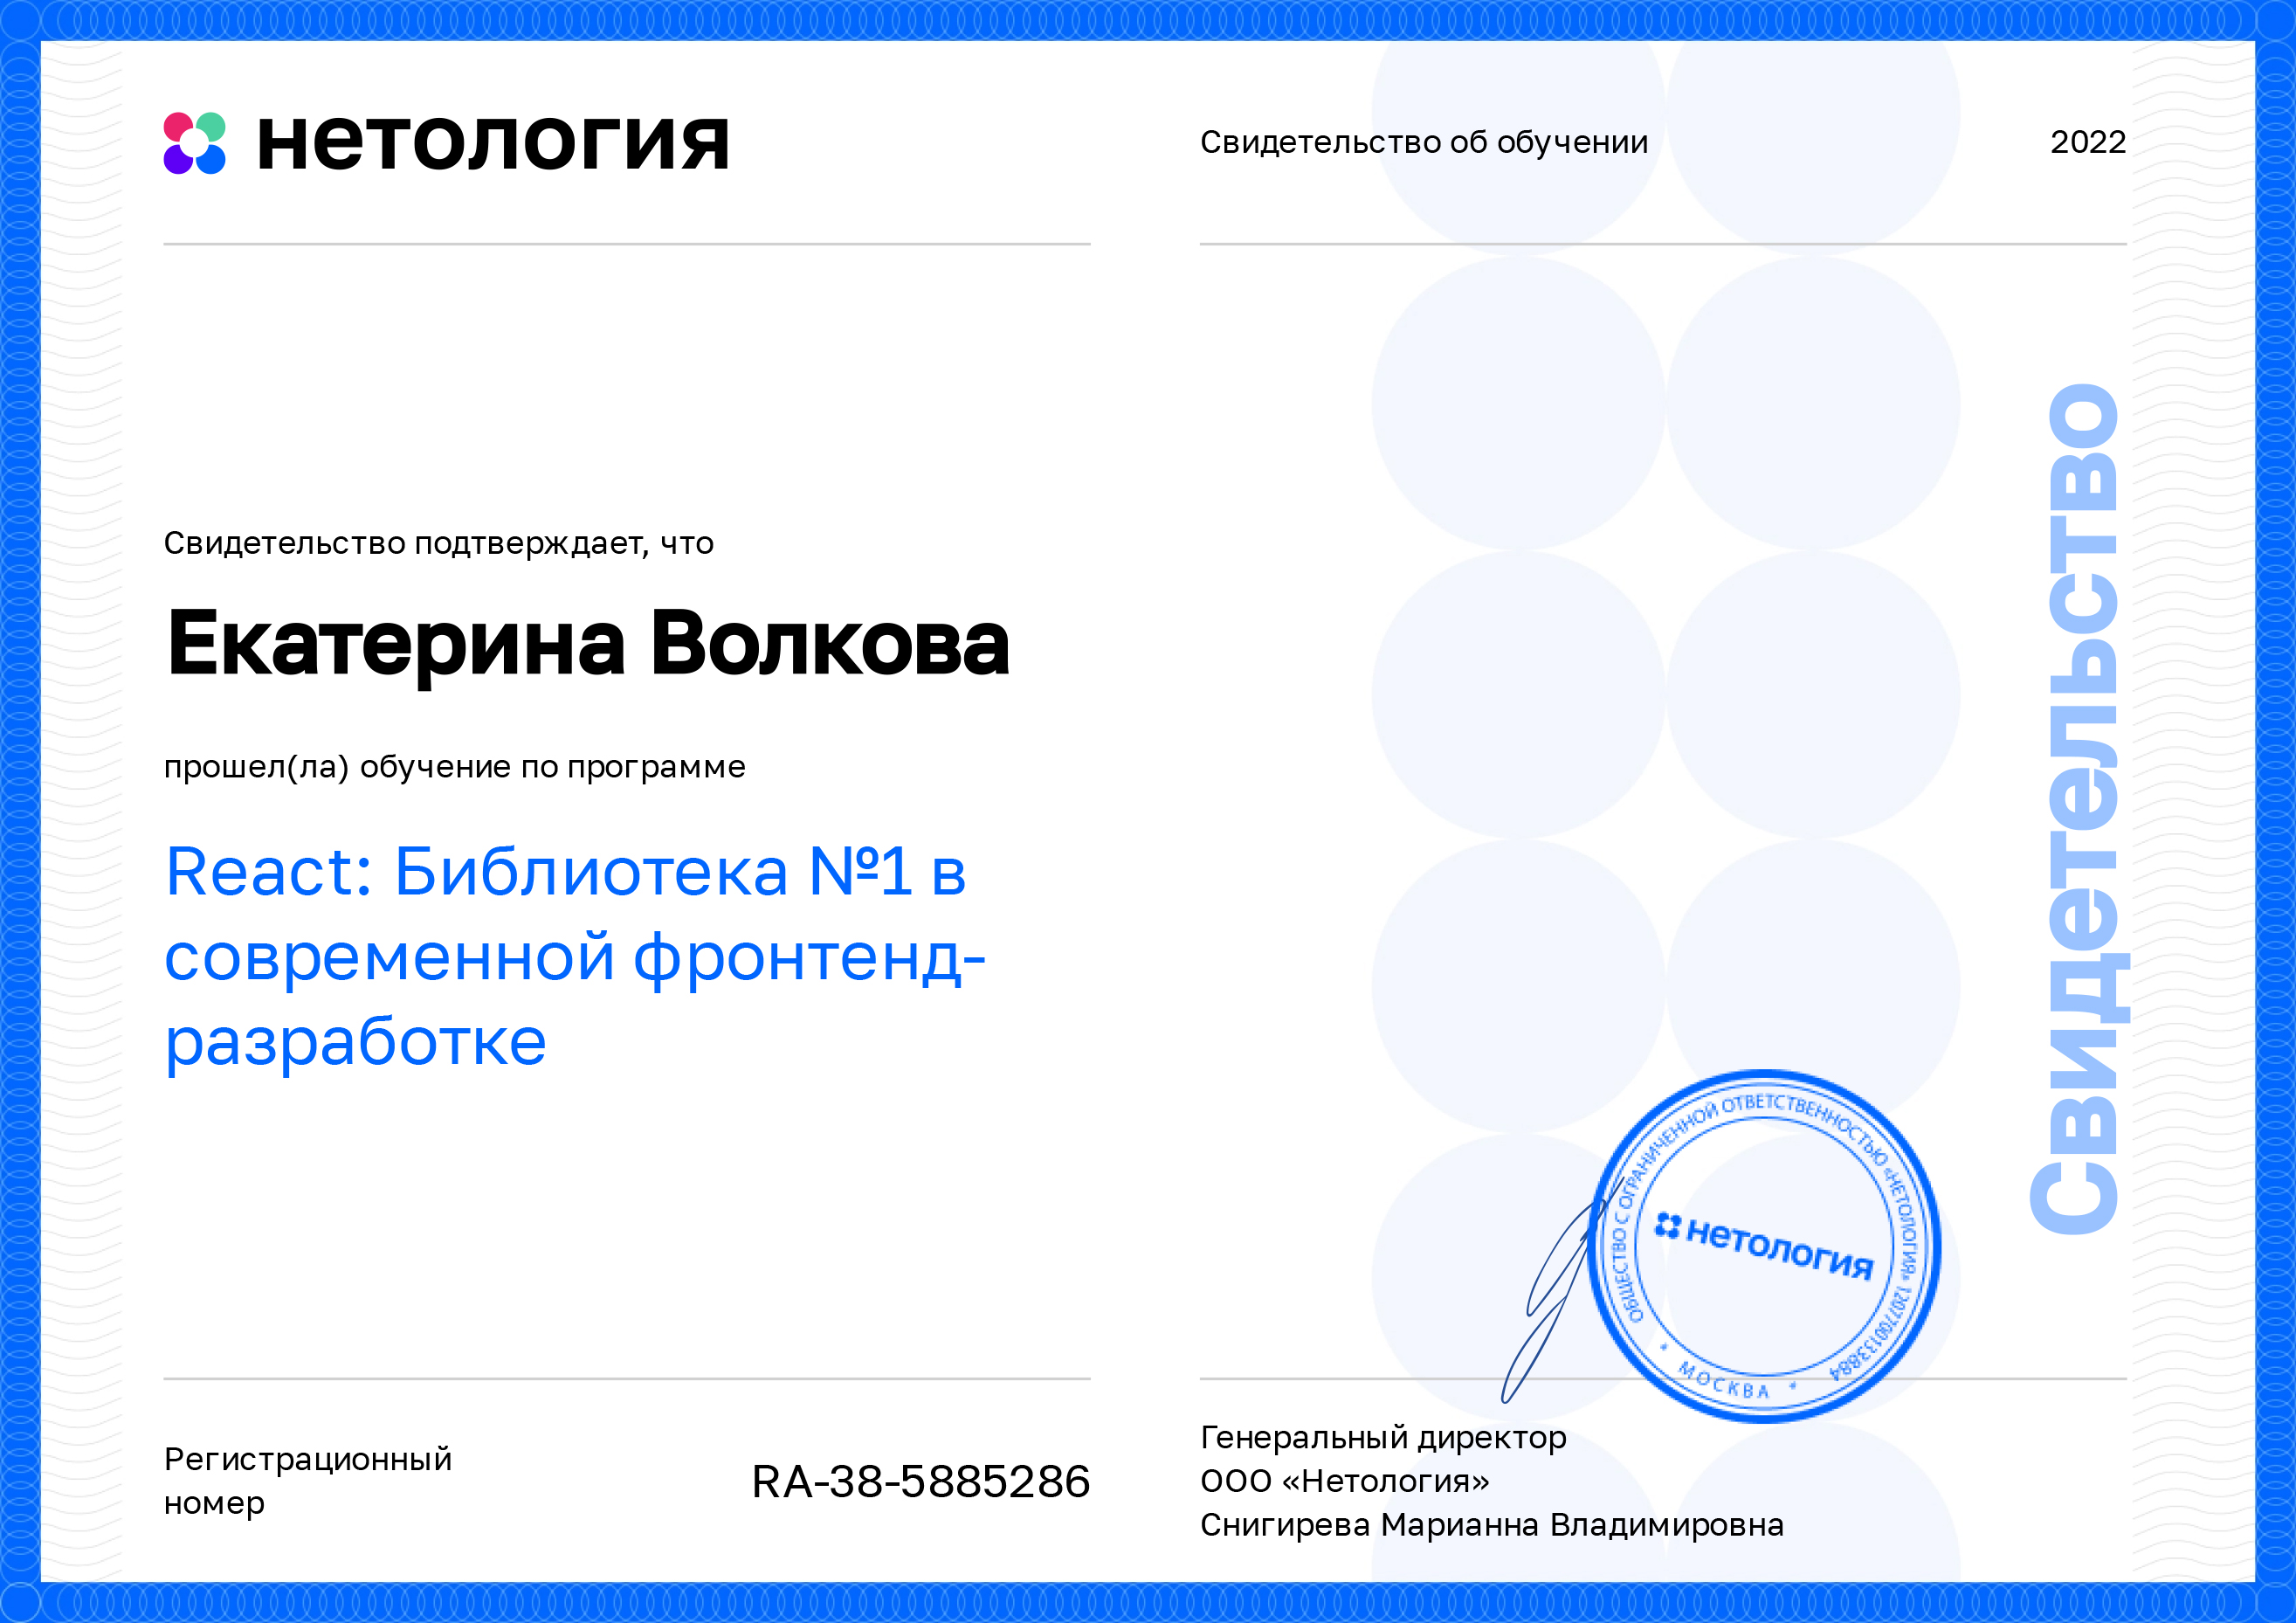 нетология
Свидетельство об обучении
2022
Свидетельство подтверждает, что
Екатерина Волкова
прошел(ла) обучение по программе
React: Библиотека №1 в
современной фронтенд-
разработке
Свидетельство
ОБЩЕСТВО С ОГРАНИЧЕННОЙ ОТВЕТСТВЕННОСТЬЮ «НЕТОЛОГИЯ» 1207700133884
нетология
* МОСКВА *
Регистрационный
номер
RA-38-5885286
Генеральный директор
ООО «Нетология»
Снигирева Марианна Владимировна